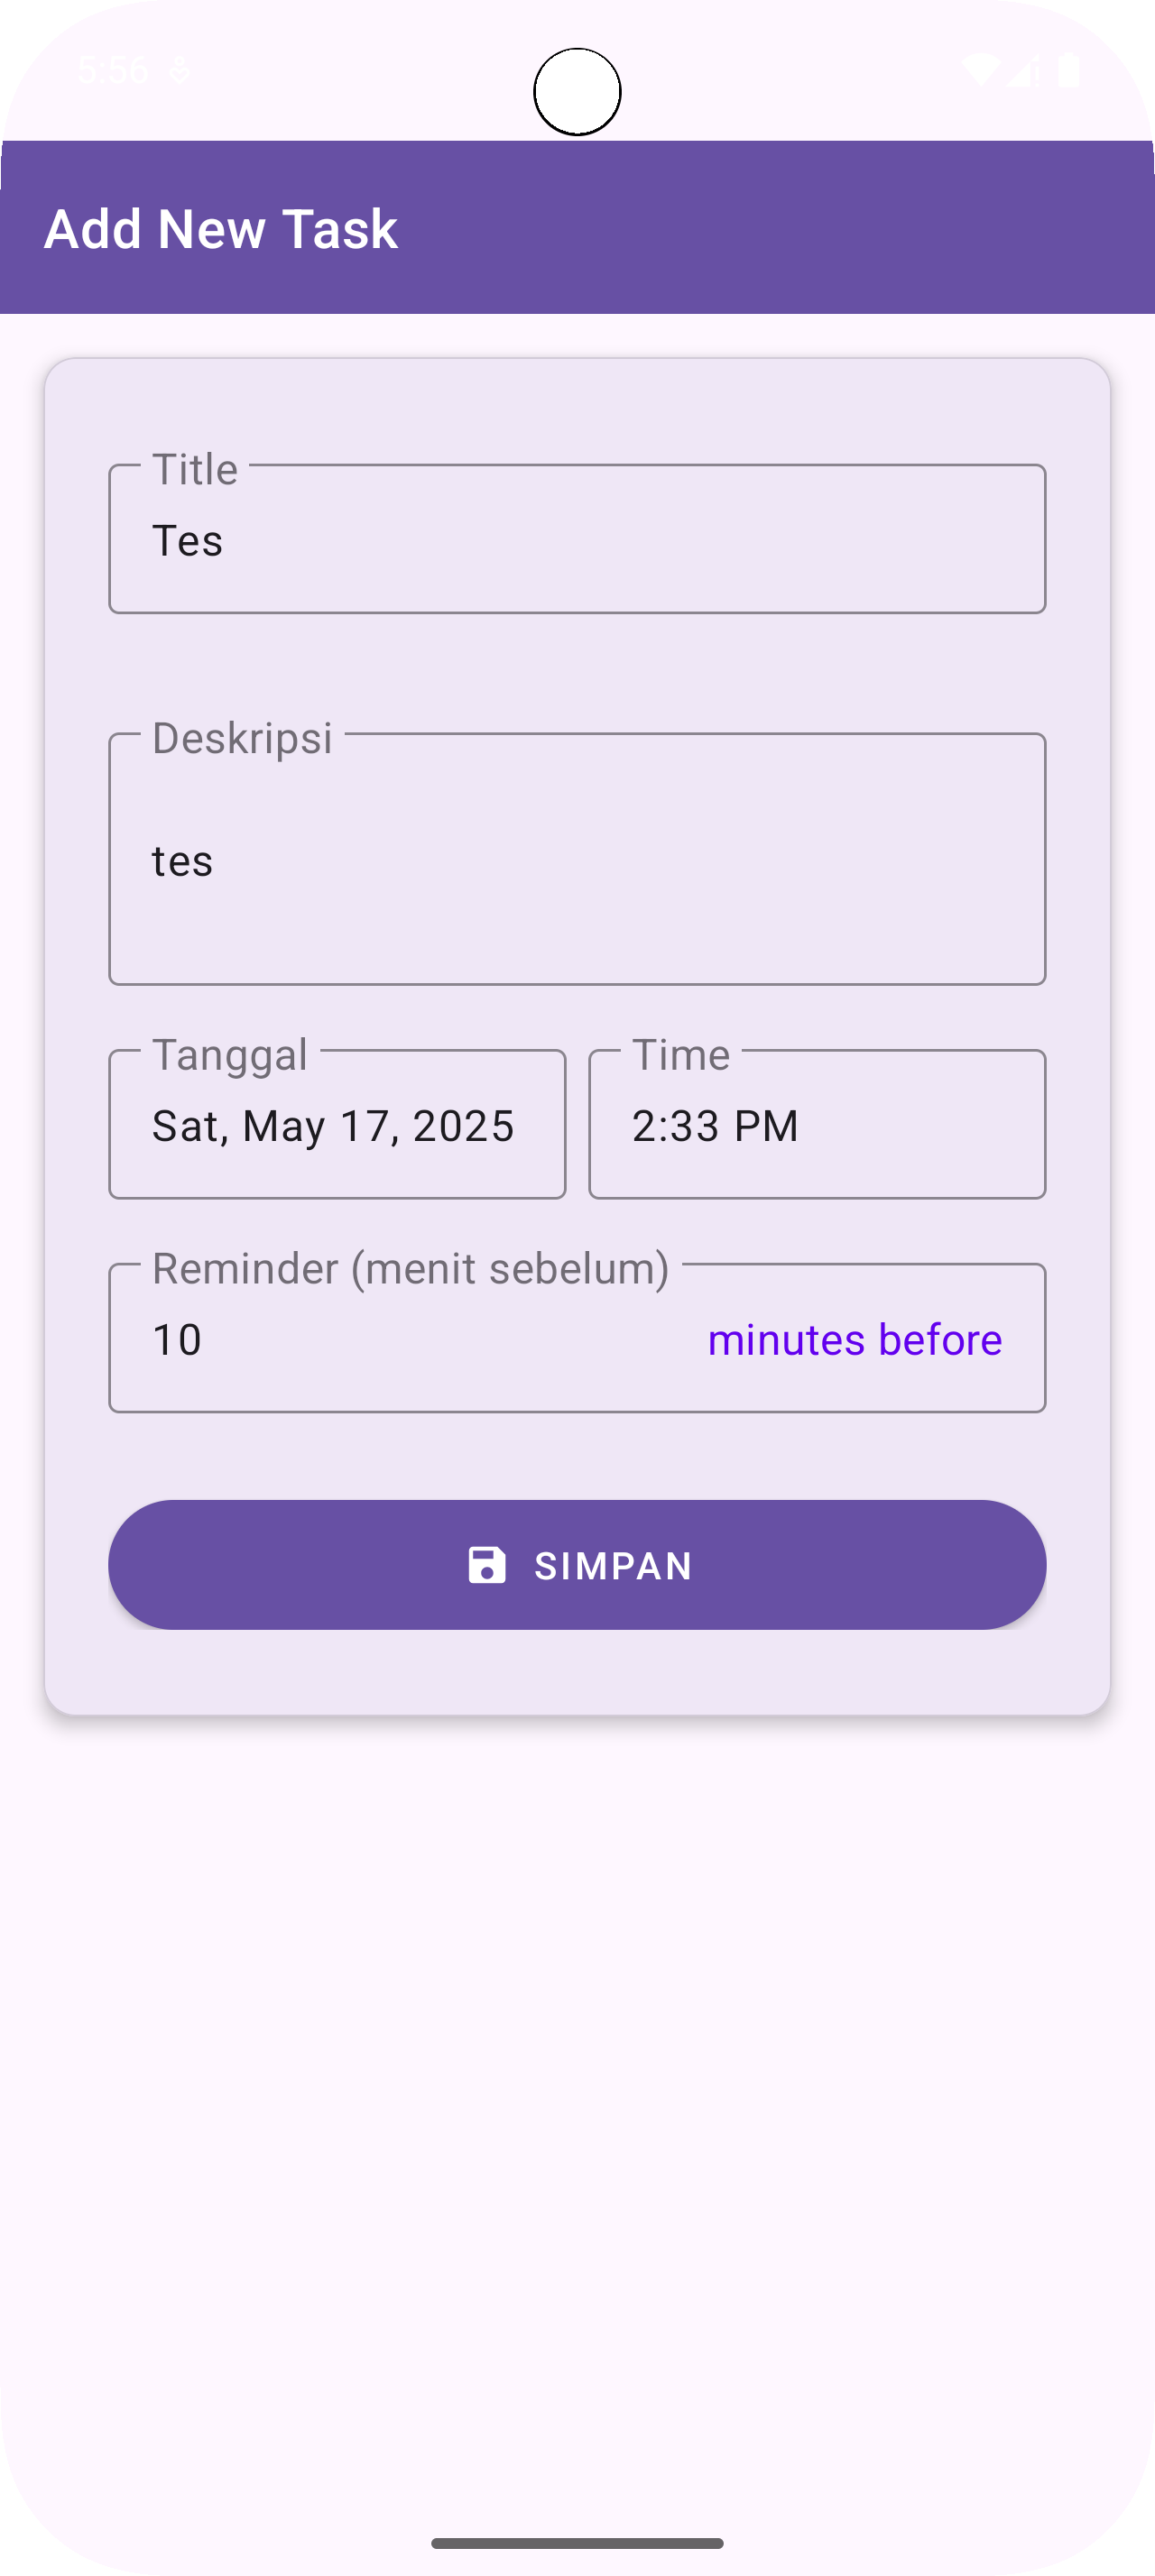 5:56
Add New Task
Title
Tes
Deskripsi
tes
Tanggal
Time
Sat, May 17, 2025
2:33 PM
Reminder (menit sebelum)
10 minutes before
SIMPAN